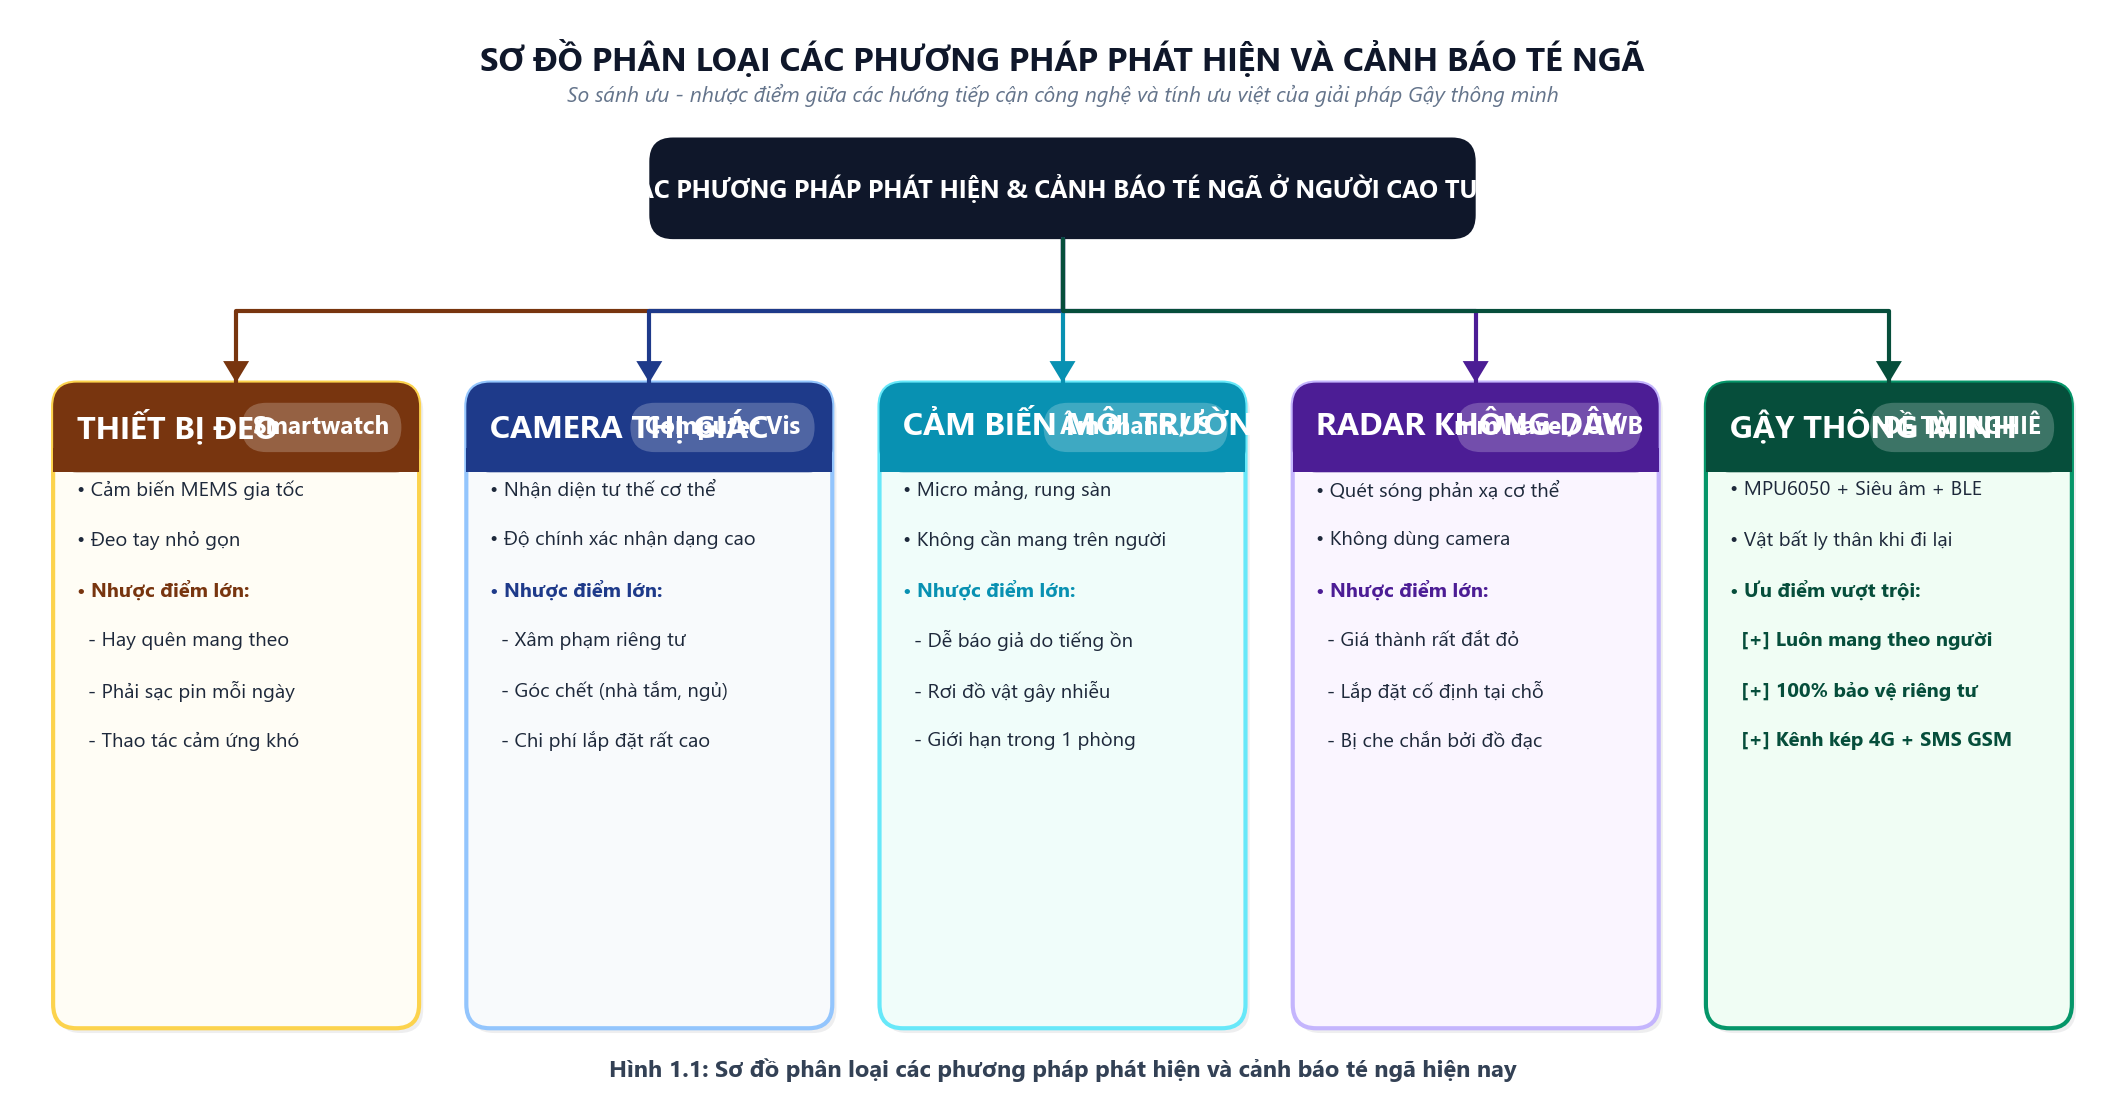 SƠ ĐỒ PHÂN LOẠI CÁC PHƯƠNG PHÁP PHÁT HIỆN VÀ CẢNH BÁO TÉ NGÃ
So sánh ưu - nhược điểm giữa các hướng tiếp cận công nghệ và tính ưu việt của giải pháp Gậy thông minh
PHƯƠNG PHÁP PHÁT HIỆN & CẢNH BÁO TÉ NGÃ Ở NGƯỜI CAO
THIẾT BỊ ĐEO
Smartwatch
• Cảm biến MEMS gia tốc
• Đeo tay nhỏ gọn
• Nhược điểm lớn:
- Hay quên mang theo
- Phải sạc pin mỗi ngày
- Thao tác cảm ứng khó
CAMERA THỊ GIÁC
Computer Vis
• Nhận diện tư thế cơ thể
• Độ chính xác nhận dạng cao
• Nhược điểm lớn:
- Xâm phạm riêng tư
- Góc chết (nhà tắm, ngủ)
- Chi phí lắp đặt rất cao
CẢM BIẾN MÔI
• Micro mảng, rung sàn
• Không cần mang trên người
• Nhược điểm lớn:
- Dễ báo giả do tiếng ồn
- Rơi đồ vật gây nhiễu
- Giới hạn trong 1 phòng
RADAR KHÔNG DÂY
• Quét sóng phản xạ cơ thể
• Không dùng camera
• Nhược điểm lớn:
- Giá thành rất đắt đỏ
- Lắp đặt cố định tại chỗ
- Bị che chắn bởi đồ đạc
GẬY THÔNG MINH
ĐỀ TÀI
• MPU6050 + Siêu âm + BLE
• Vật bất ly thân khi đi lại
• Ưu điểm vượt trội:
[+] Luôn mang theo người
[+] 100% bảo vệ riêng tư
[+] Kênh kép 4G + SMS GSM
Hình 1.1: Sơ đồ phân loại các phương pháp phát hiện và cảnh báo té ngã hiện nay